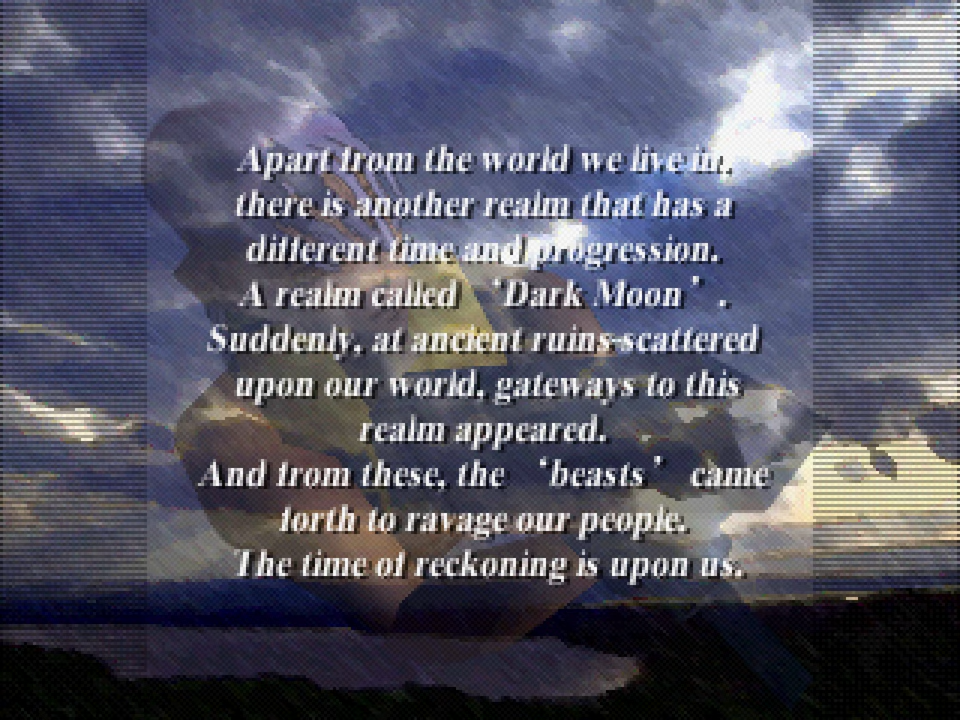 Apart from the world we live in,
there is another realm that has a
different time and progression.
A realm called ‘Dark Moon’.
Suddenly, at ancient ruins scattered
upon our world, gateways to this
realm appeared.
And from these, the ‘beasts’ came
forth to ravage our people.
The time of reckoning is upon us.